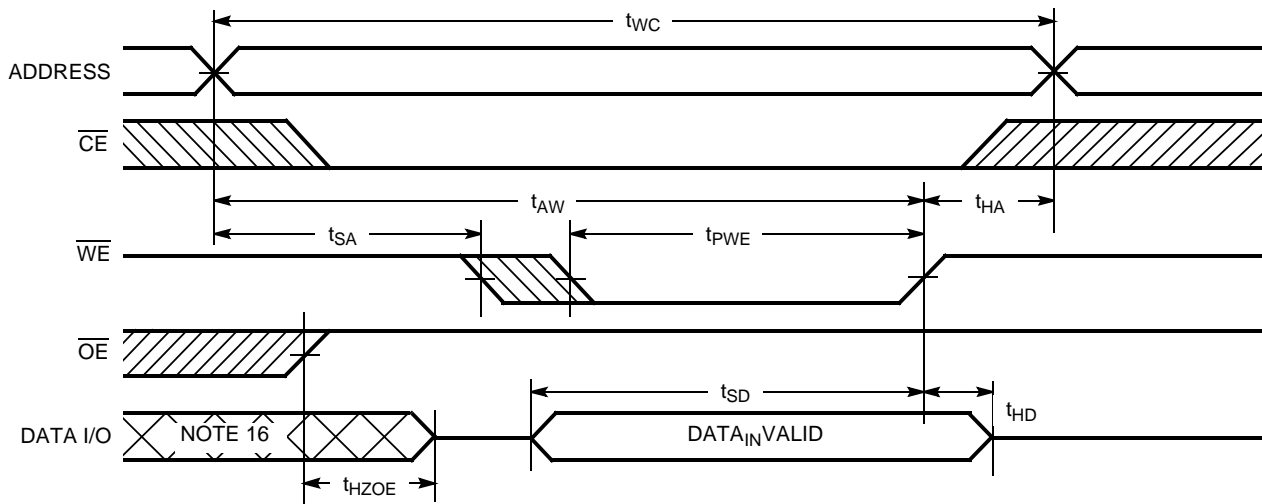 tWC
ADDRESS
CE
tAW
tHA
tSA
tPWE
WE
OE
tSD
tHD
DATA I/O
NOTE 16
DATAINVALID
tHZOE